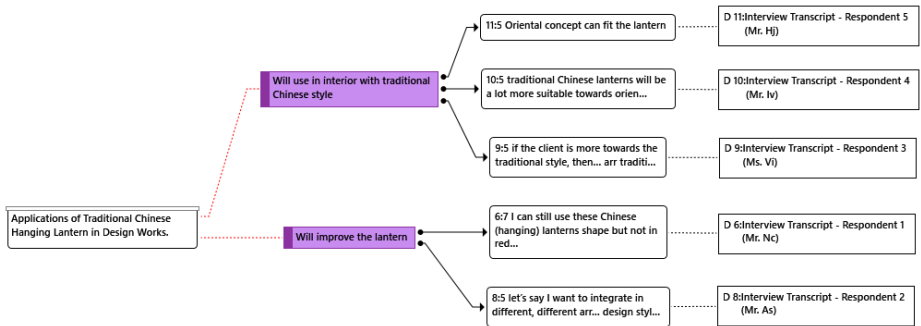 Applications of Traditional Chinese
Hanging Lantern in Design Works.
Will use in interior with traditional
Chinese style
11:5 Oriental concept can fit the lantern
D 11:Interview Transcript - Respondent 5
(Mr. Hj)
10:5 traditional Chinese lanterns will be
a lot more suitable towards orien...
D 10:Interview Transcript - Respondent 4
(Mr. Iv)
9:5 if the client is more towards the
traditional style, then... arr traditi...
D 9:Interview Transcript - Respondent 3
(Ms. Vi)
Will improve the lantern
6:7 I can still use these Chinese
(hanging) lanterns shape but not in
red...
D 6:Interview Transcript - Respondent 1
(Mr. Nc)
8:5 let's say I want to integrate in
different, different arr... design styl...
D 8:Interview Transcript - Respondent 2
(Mr. As)